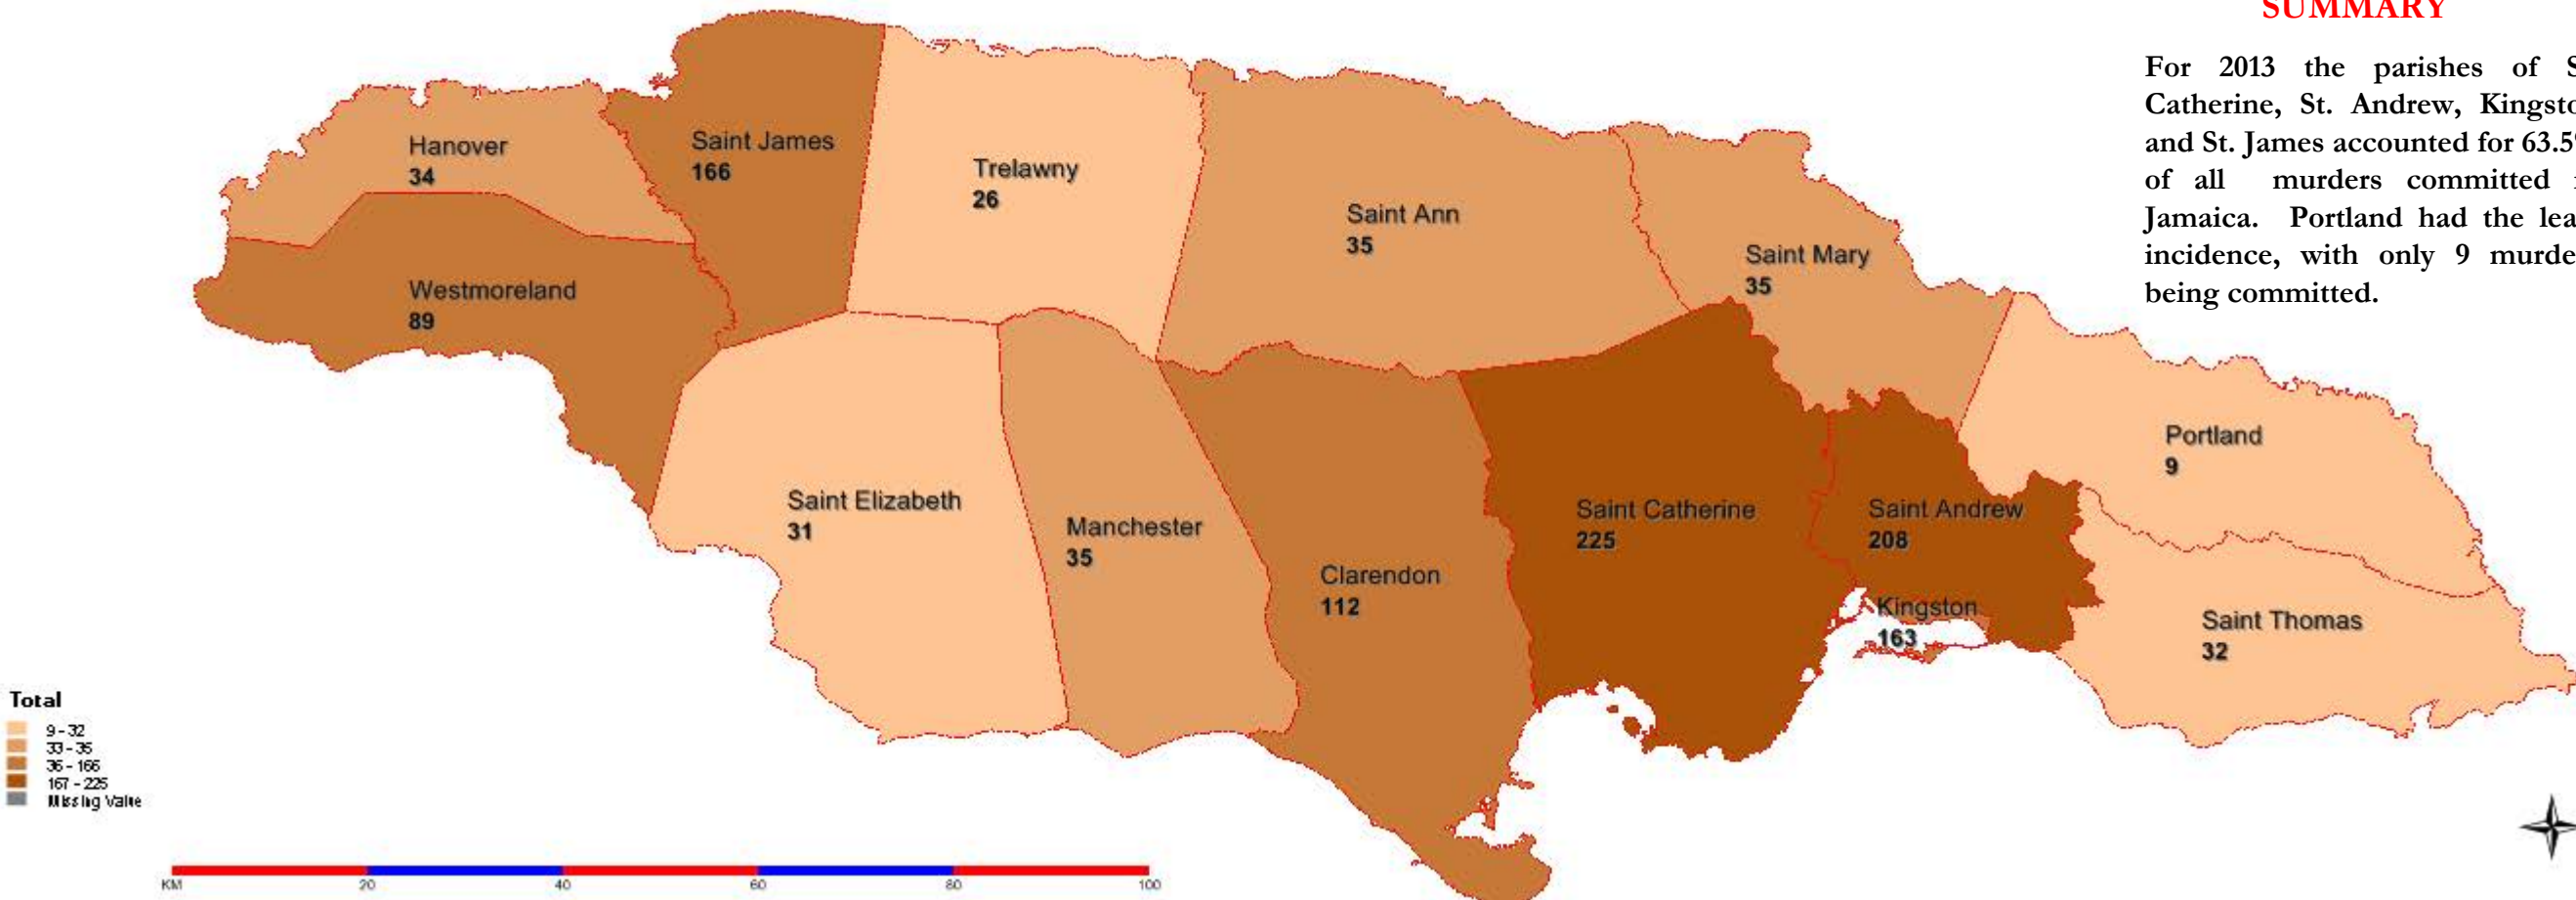 SUMMARY
For 2013 the parishes of S
Catherine, St. Andrew, Kingsto
and St. James accounted for 63.5
of all murders committed
Jamaica. Portland had the lea
incidence, with only 9 murde
being committed.
Hanover
34
Saint James
166
Trelawny
26
Saint Ann
35
Saint Mary
35
Westmoreland
89
Portland
9
Saint Elizabeth
31
Manchester
35
Clarendon
112
Saint Catherine
225
Saint Andrew
208
Kingston
163
Saint Thomas
32
Total
9 - 32
33 - 35
36 - 166
167 - 225
Missing Value
KM 20 40 60 80 100